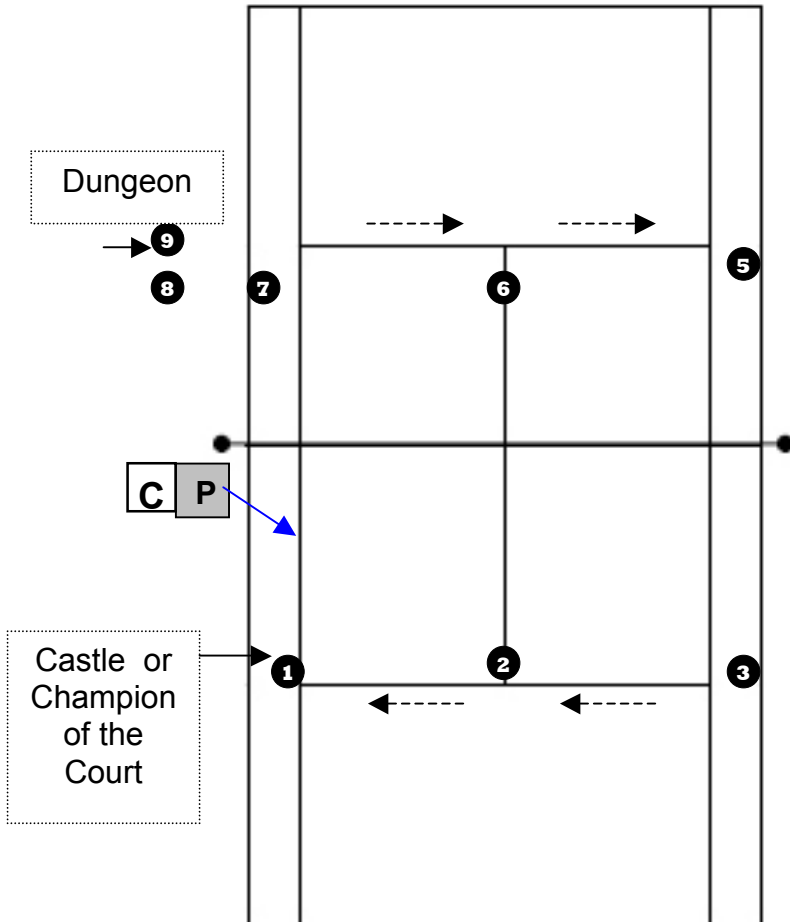 Dungeon
9
5
8 7 6
C P
Castle or
Champion
of the
Court
1 2 3